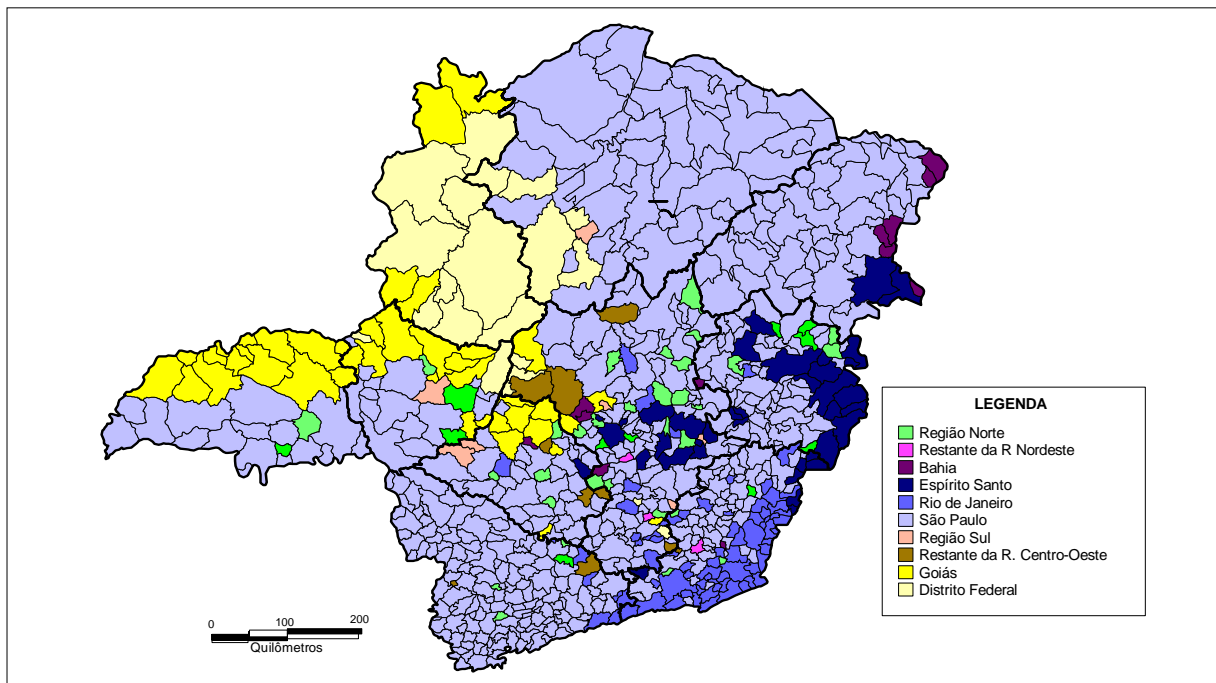 LEGENDA
Região Norte
Restante da R Nordeste
Bahia
Espírito Santo
Rio de Janeiro
São Paulo
Região Sul
Restante da R. Centro-Oeste
Goiás
Distrito Federal
0 100 200
Quilômetros